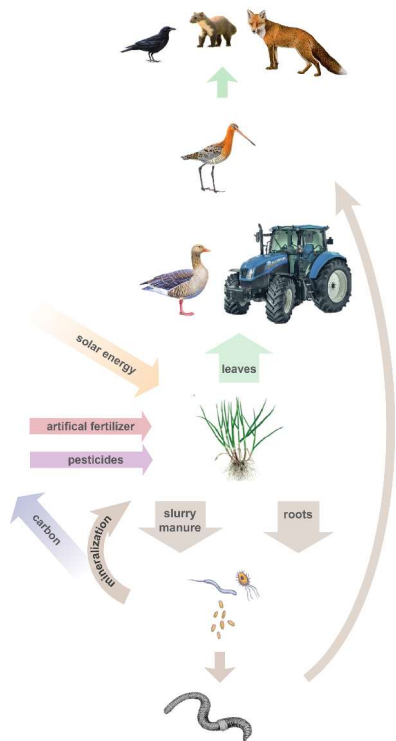 solar energy
leaves
artifical fertilizer
pesticides
slurry
manure
roots
mineralization
carbon